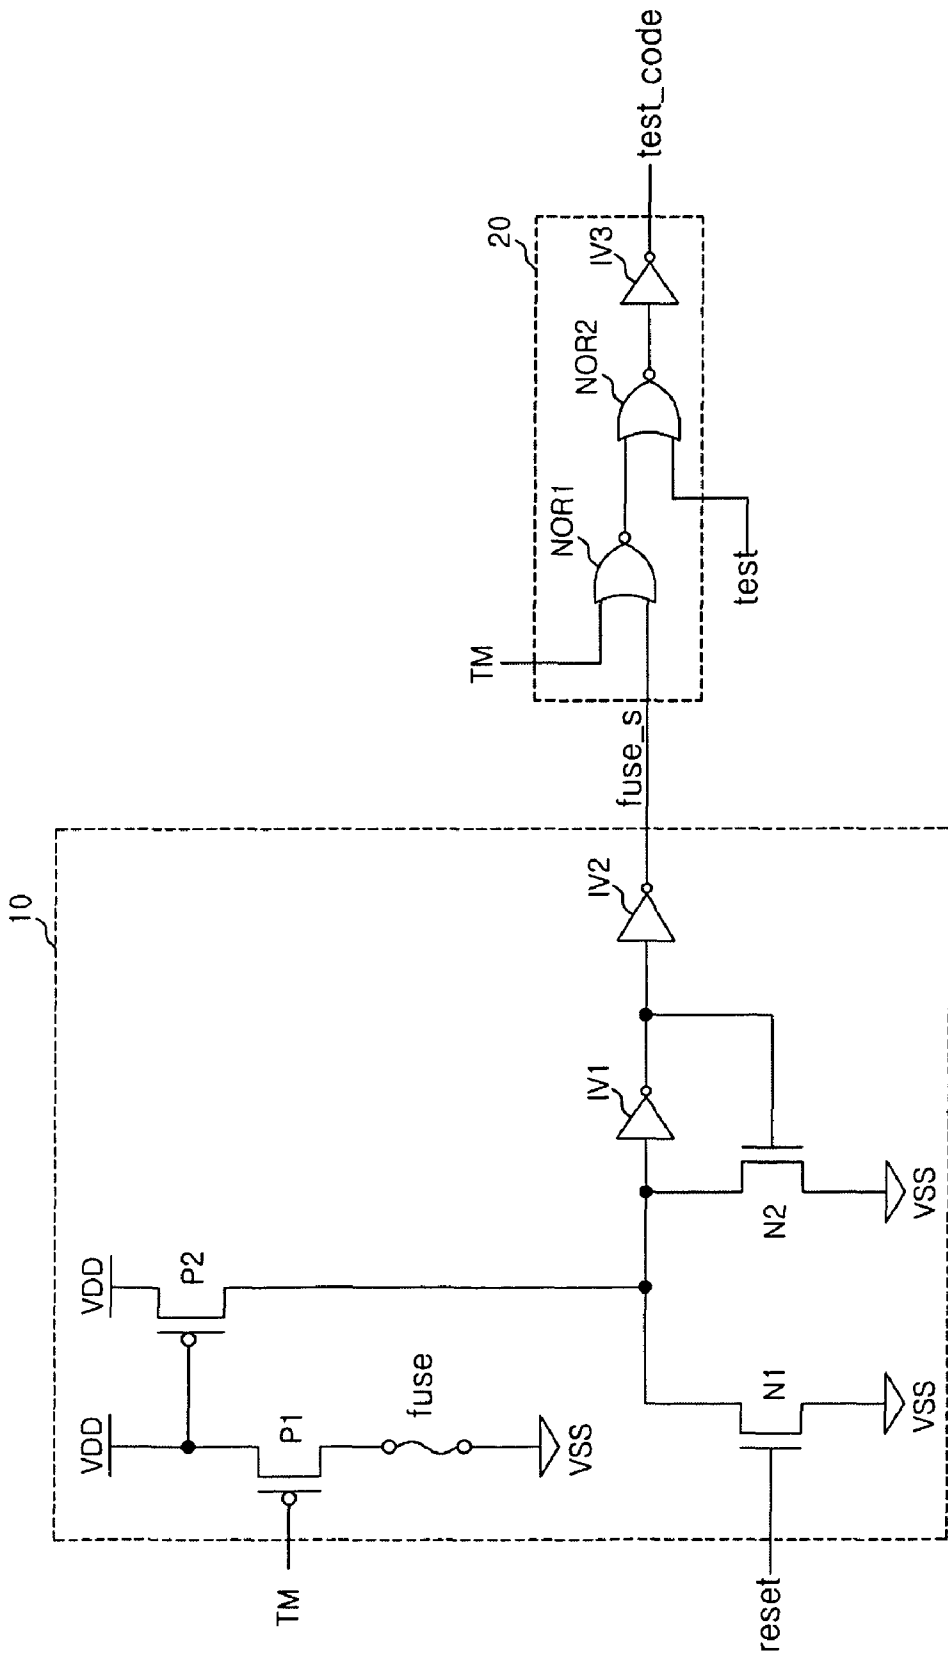 10
VDD
VDD
P2
P1
TM
fuse
VSS
reset
N1
VSS
N2
VSS
IV1
IV2
fuse_s
20
TM
NOR1
NOR2
IV3
test
test_code